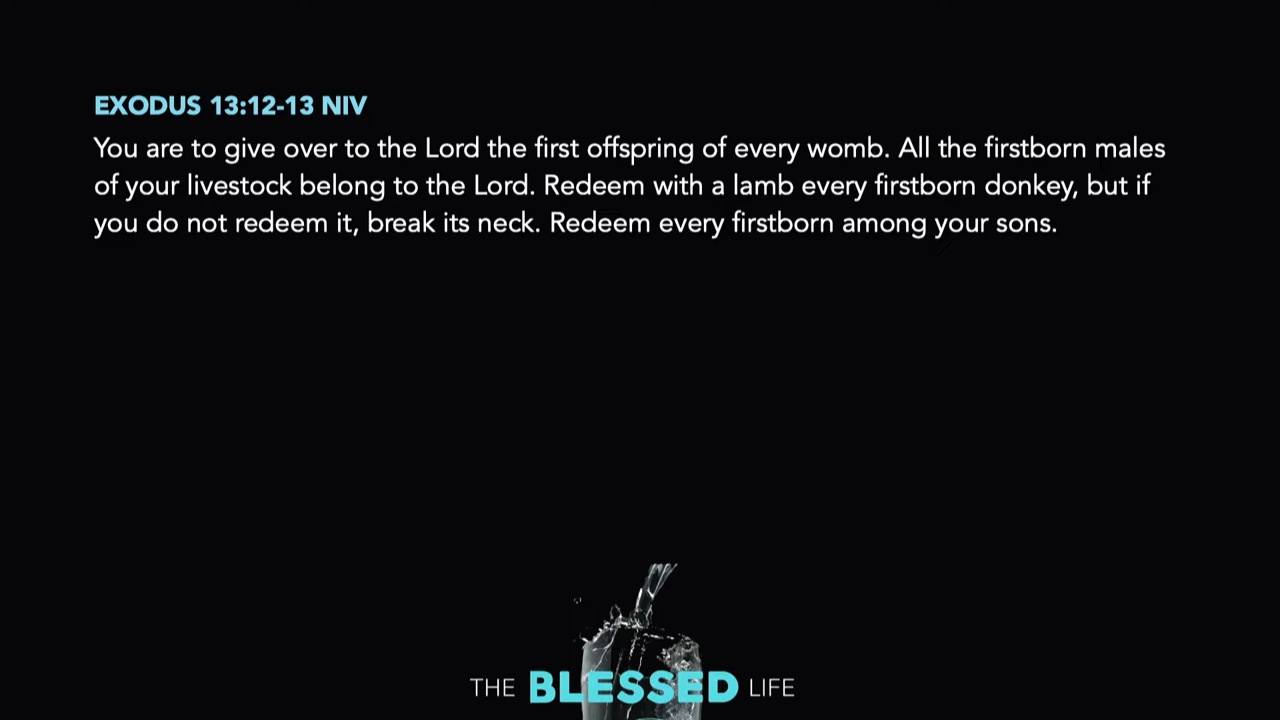 EXODUS 13:12-13 NIV
You are to give over to the Lord the first offspring of every womb. All the firstborn males
of your livestock belong to the Lord. Redeem with a lamb every firstborn donkey, but if
you do not redeem it, break its neck. Redeem every firstborn among your sons.
THE BLESSED LIFE